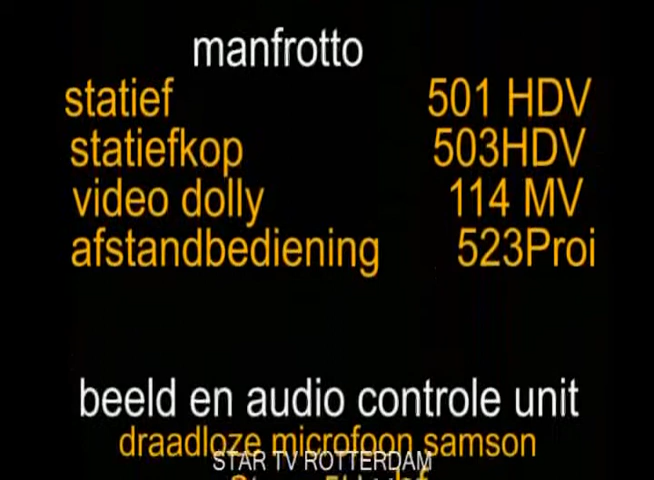 manfrotto
statief 501 HDV
statiefkop 503HDV
video dolly 114 MV
afstandbediening 523Proi
beeld en audio controle unit
draadloze microfoon samson
STAR TV ROTTERDAM